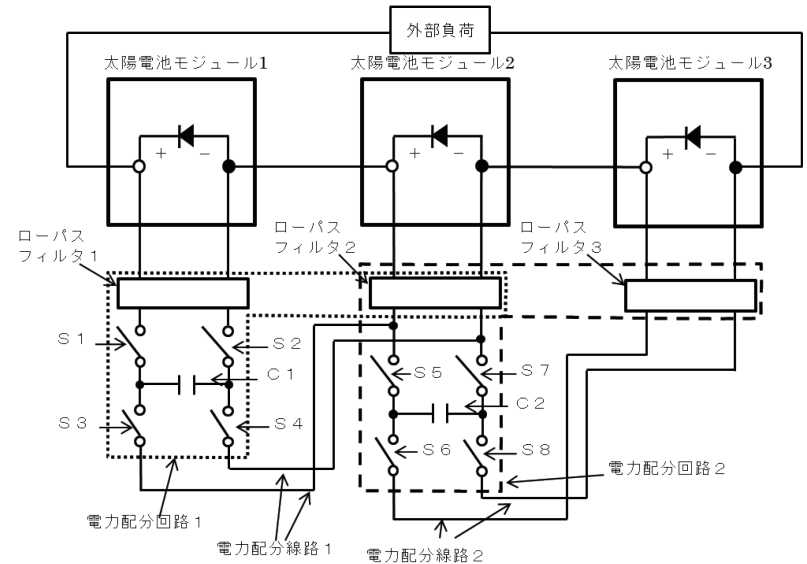 外部負荷
太陽電池モジュール1
太陽電池モジュール2
太陽電池モジュール3
+ −
+ −
+ −
ローパス
フィルタ1
ローパス
フィルタ2
ローパス
フィルタ3
S1
S2
C1
S3
S4
S5
S7
C2
S6
S8
電力配分回路1
電力配分線路1
電力配分回路2
電力配分線路2